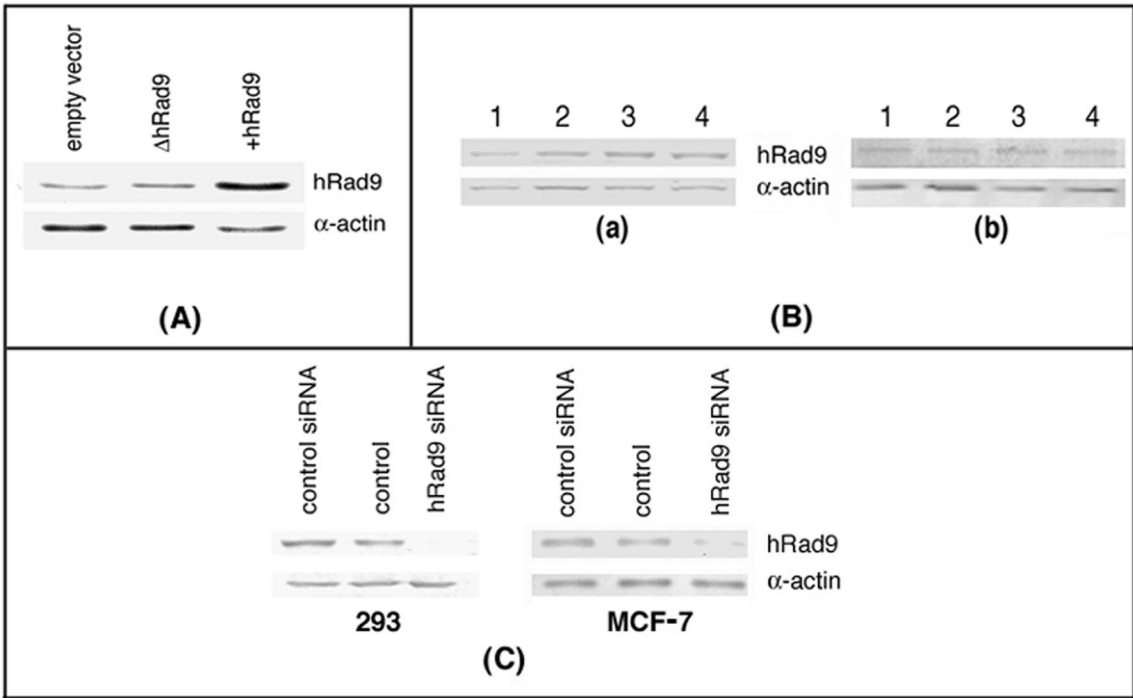 empty vector
ΔhRad9
+hRad9
hRad9
α-actin
(A)
1 2 3 4
hRad9
α-actin
(a)
1 2 3 4
(b)
(B)
control siRNA
control
hRad9 siRNA
293
control siRNA
control
hRad9 siRNA
hRad9
α-actin
MCF-7
(C)